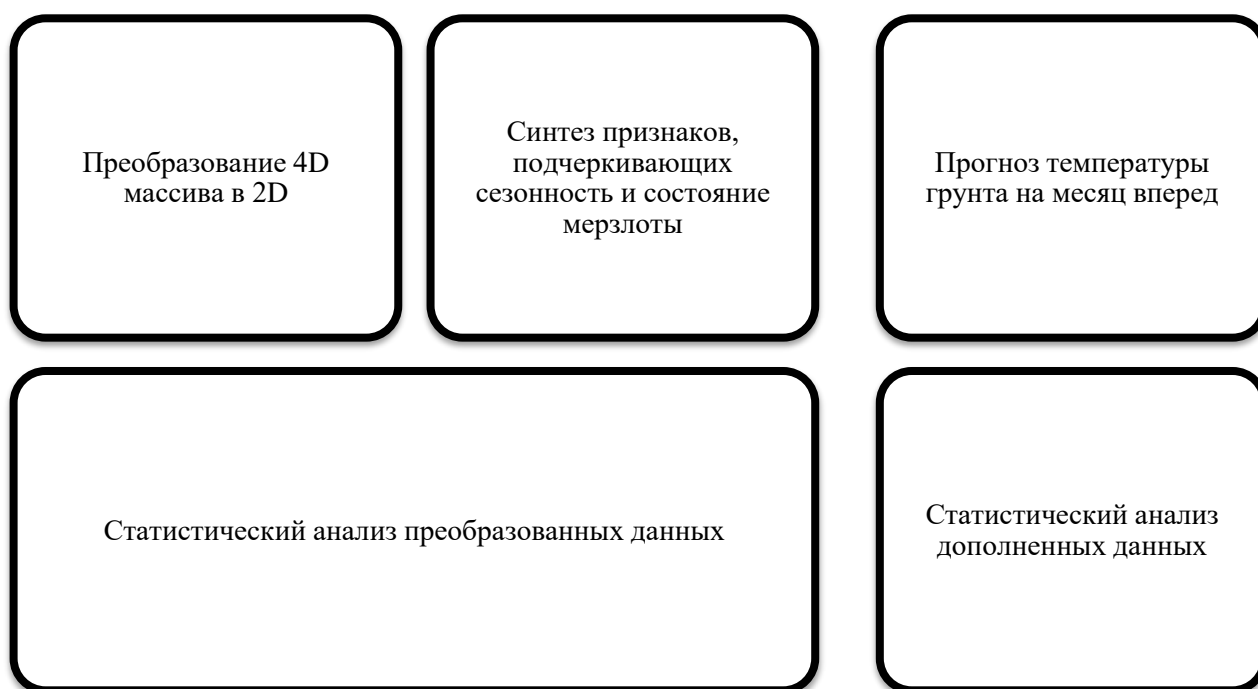 Преобразование 4D
массива в 2D
Синтез признаков,
подчеркивающих
сезонность и состояние
мерзлоты
Прогноз температуры
грунта на месяц вперед
Статистический анализ преобразованных данных
Статистический анализ
дополненных данных